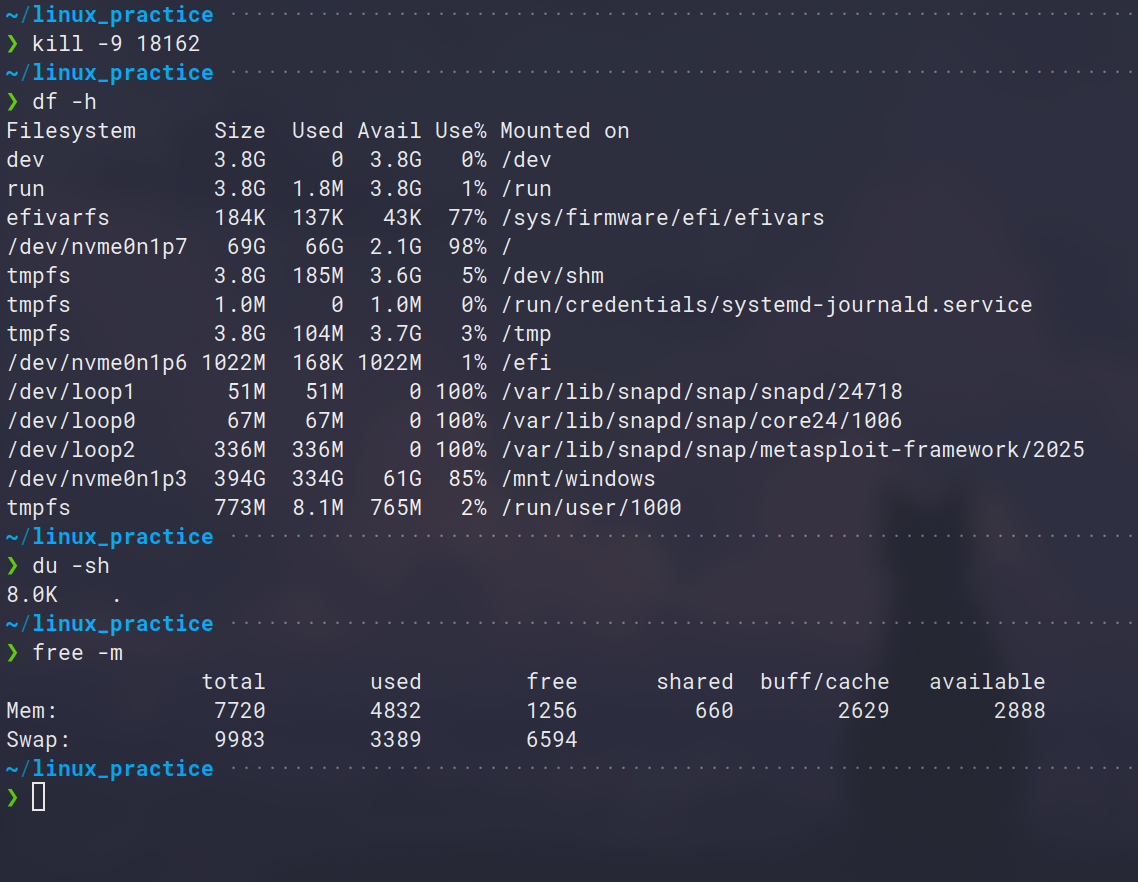 ~/linux_practice
❯ kill -9 18162
~/linux_practice
❯ df -h
Filesystem      Size  Used Avail Use% Mounted on
dev             3.8G     0  3.8G   0% /dev
run             3.8G  1.8M  3.8G   1% /run
efivarfs        184K  137K   43K  77% /sys/firmware/efi/efivars
/dev/nvme0n1p7   69G   66G  2.1G  98% /
tmpfs           3.8G  185M  3.6G   5% /dev/shm
tmpfs           1.0M     0  1.0M   0% /run/credentials/systemd-journald.service
tmpfs           3.8G  104M  3.7G   3% /tmp
/dev/nvme0n1p6 1022M  168K 1022M   1% /efi
/dev/loop1       51M   51M     0 100% /var/lib/snapd/snap/snapd/24718
/dev/loop0       67M   67M     0 100% /var/lib/snapd/snap/core24/1006
/dev/loop2      336M  336M     0 100% /var/lib/snapd/snap/metasploit-framework/2025
/dev/nvme0n1p3  394G  334G   61G  85% /mnt/windows
tmpfs           773M  8.1M  765M   2% /run/user/1000
~/linux_practice
❯ du -sh
8.0K    .
~/linux_practice
❯ free -m
               total        used        free      shared  buff/cache   available
Mem:            7720        4832        1256         660        2629        2888
Swap:           9983        3389        6594
~/linux_practice
❯